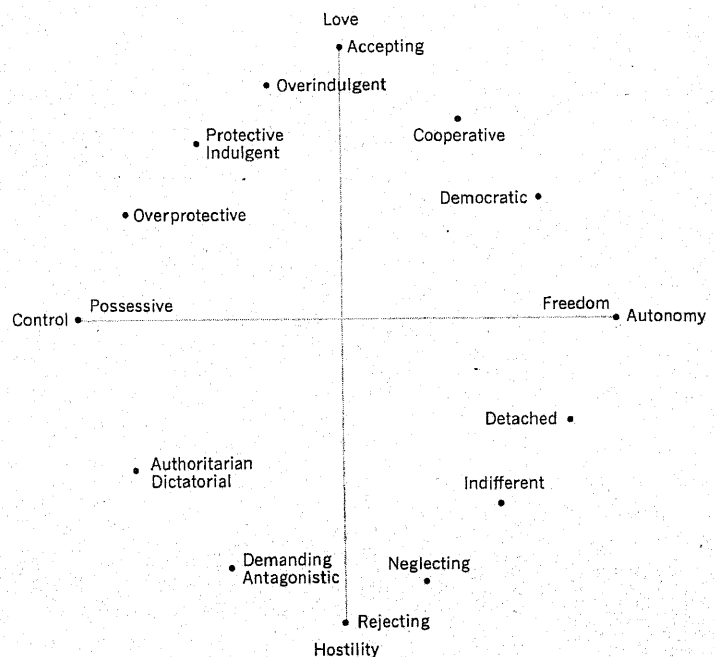 Love
Accepting
Overindulgent
Cooperative
Protective
Indulgent
Democratic
Overprotective
Possessive
Freedom
Control
Autonomy
Detached
Authoritarian
Dictatorial
Indifferent
Demanding
Antagonistic
Neglecting
Rejecting
Hostility